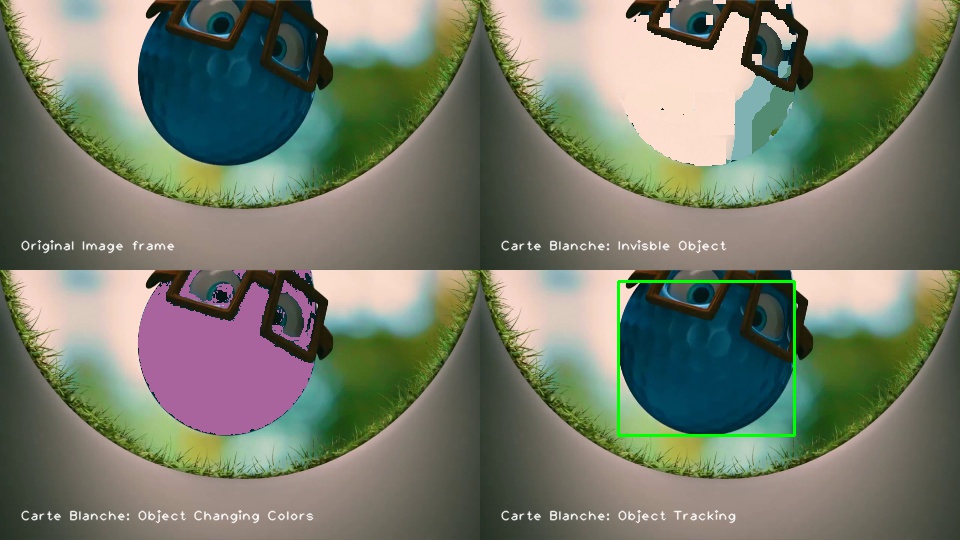 Original Image frame
Carte Blanche: Invisble Object
Carte Blanche: Object Changing Colors
Carte Blanche: Object Tracking